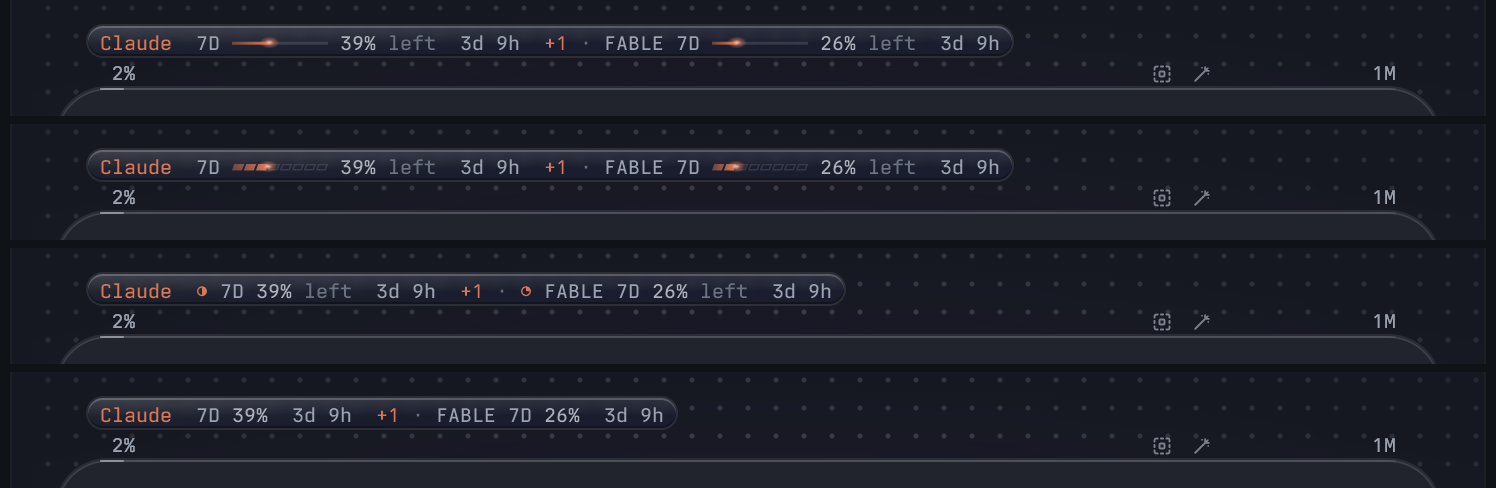 Claude 7D 39% left 3d 9h +1 · FABLE 7D 26% left 3d 9h
2% 1M
Claude 7D 39% left 3d 9h +1 · FABLE 7D 26% left 3d 9h
2% 1M
Claude 7D 39% left 3d 9h +1 · FABLE 7D 26% left 3d 9h
2% 1M
Claude 7D 39% 3d 9h +1 · FABLE 7D 26% 3d 9h
2% 1M